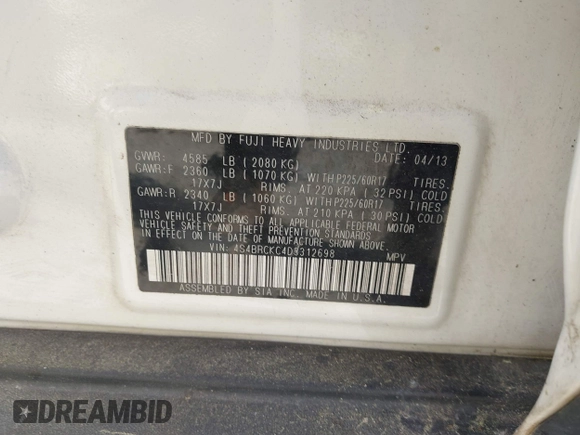 MFD BY FUJI HEAVY INDUSTRIES LTD.
GVWR: 4585 LB ( 2080 KG) DATE: 04/13
GAWR:F 2360 LB ( 1070 KG) WITH P225/60R17 TIRES.
17X7J RIMS. AT 220 KPA ( 32 PSI) COLD
GAWR:R 2340 LB ( 1060 KG) WITH P225/60R17 TIRES.
17X7J RIMS. AT 210 KPA ( 30 PSI) COLD
THIS VEHICLE CONFORMS TO ALL APPLICABLE FEDERAL MOTOR
VEHICLE SAFETY AND THEFT PREVENTION STANDARDS
IN EFFECT ON THE DATE OF MANUFACTURE SHOWN ABOVE.
VIN: 4S4BRCKC4D3312698 MPV
ASSEMBLED BY SIA INC. MADE IN U.S.A.
DREAMBID